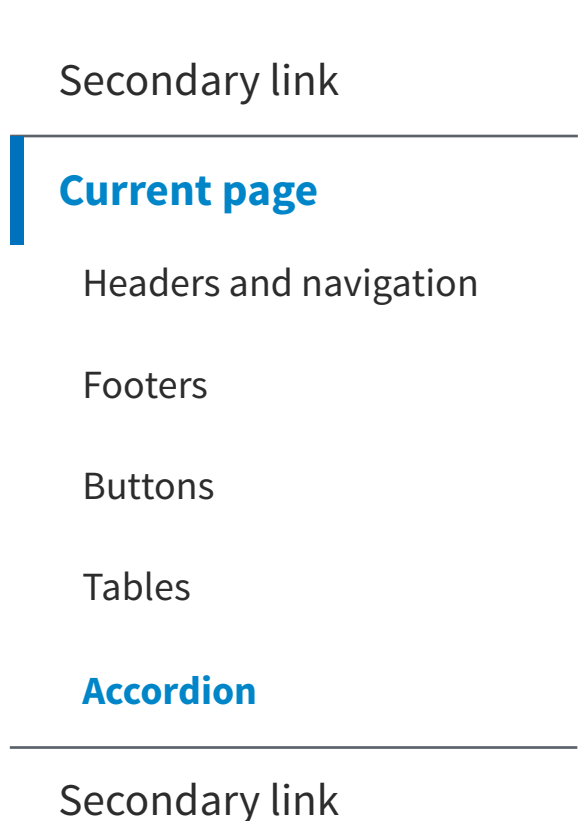 Secondary link
Current page
Headers and navigation
Footers
Buttons
Tables
Accordion
Secondary link